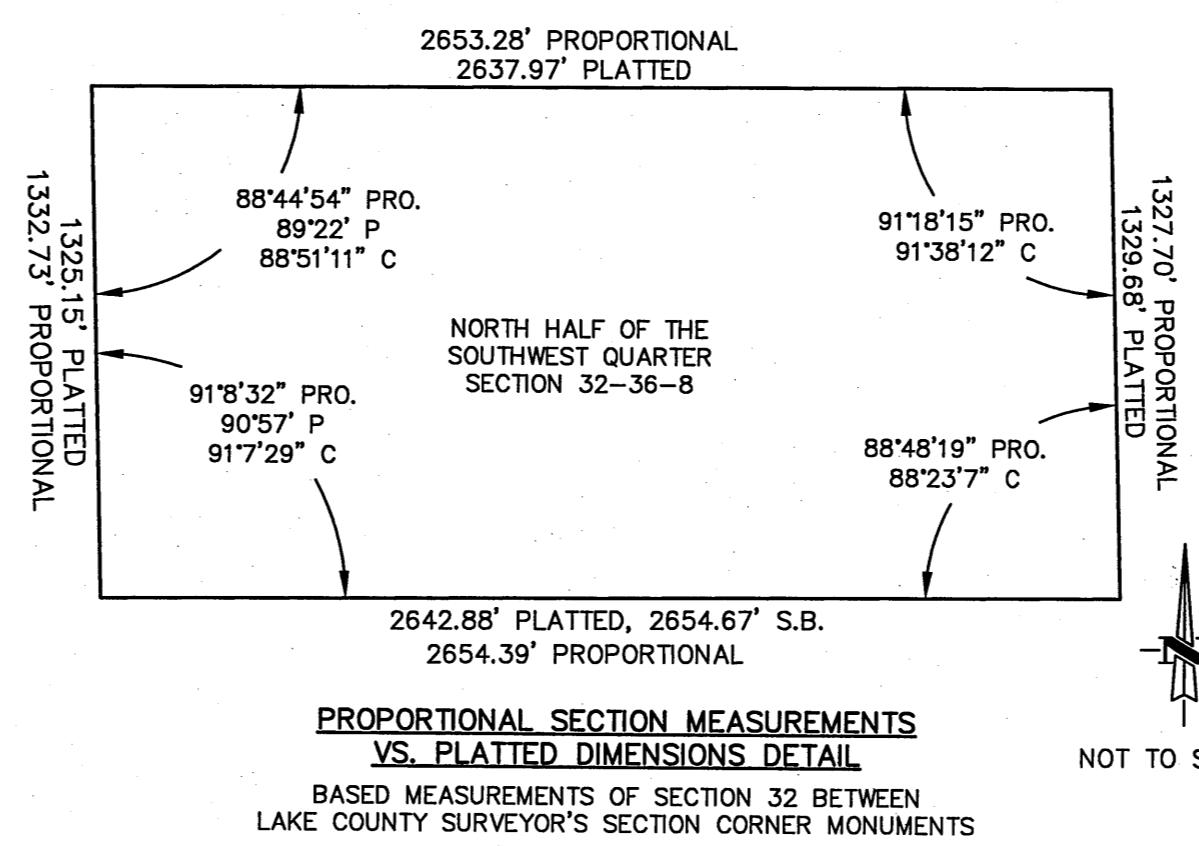 2653.28' PROPORTIONAL
2637.97' PLATTED
1325.15' PLATTED
1332.73' PROPORTIONAL
88°44'54" PRO.
89°22' P
88°51'11" C
91°18'15" PRO.
91°38'12" C
1327.70' PROPORTIONAL
1329.68' PLATTED
NORTH HALF OF THE
SOUTHWEST QUARTER
SECTION 32-36-8
91°8'32" PRO.
90°57' P
91°7'29" C
88°48'19" PRO.
88°23'7" C
2642.88' PLATTED, 2654.67' S.B.
2654.39' PROPORTIONAL
N
PROPORTIONAL SECTION MEASUREMENTS
VS. PLATTED DIMENSIONS DETAIL
NOT TO S
BASED MEASUREMENTS OF SECTION 32 BETWEEN
LAKE COUNTY SURVEYOR'S SECTION CORNER MONUMENTS